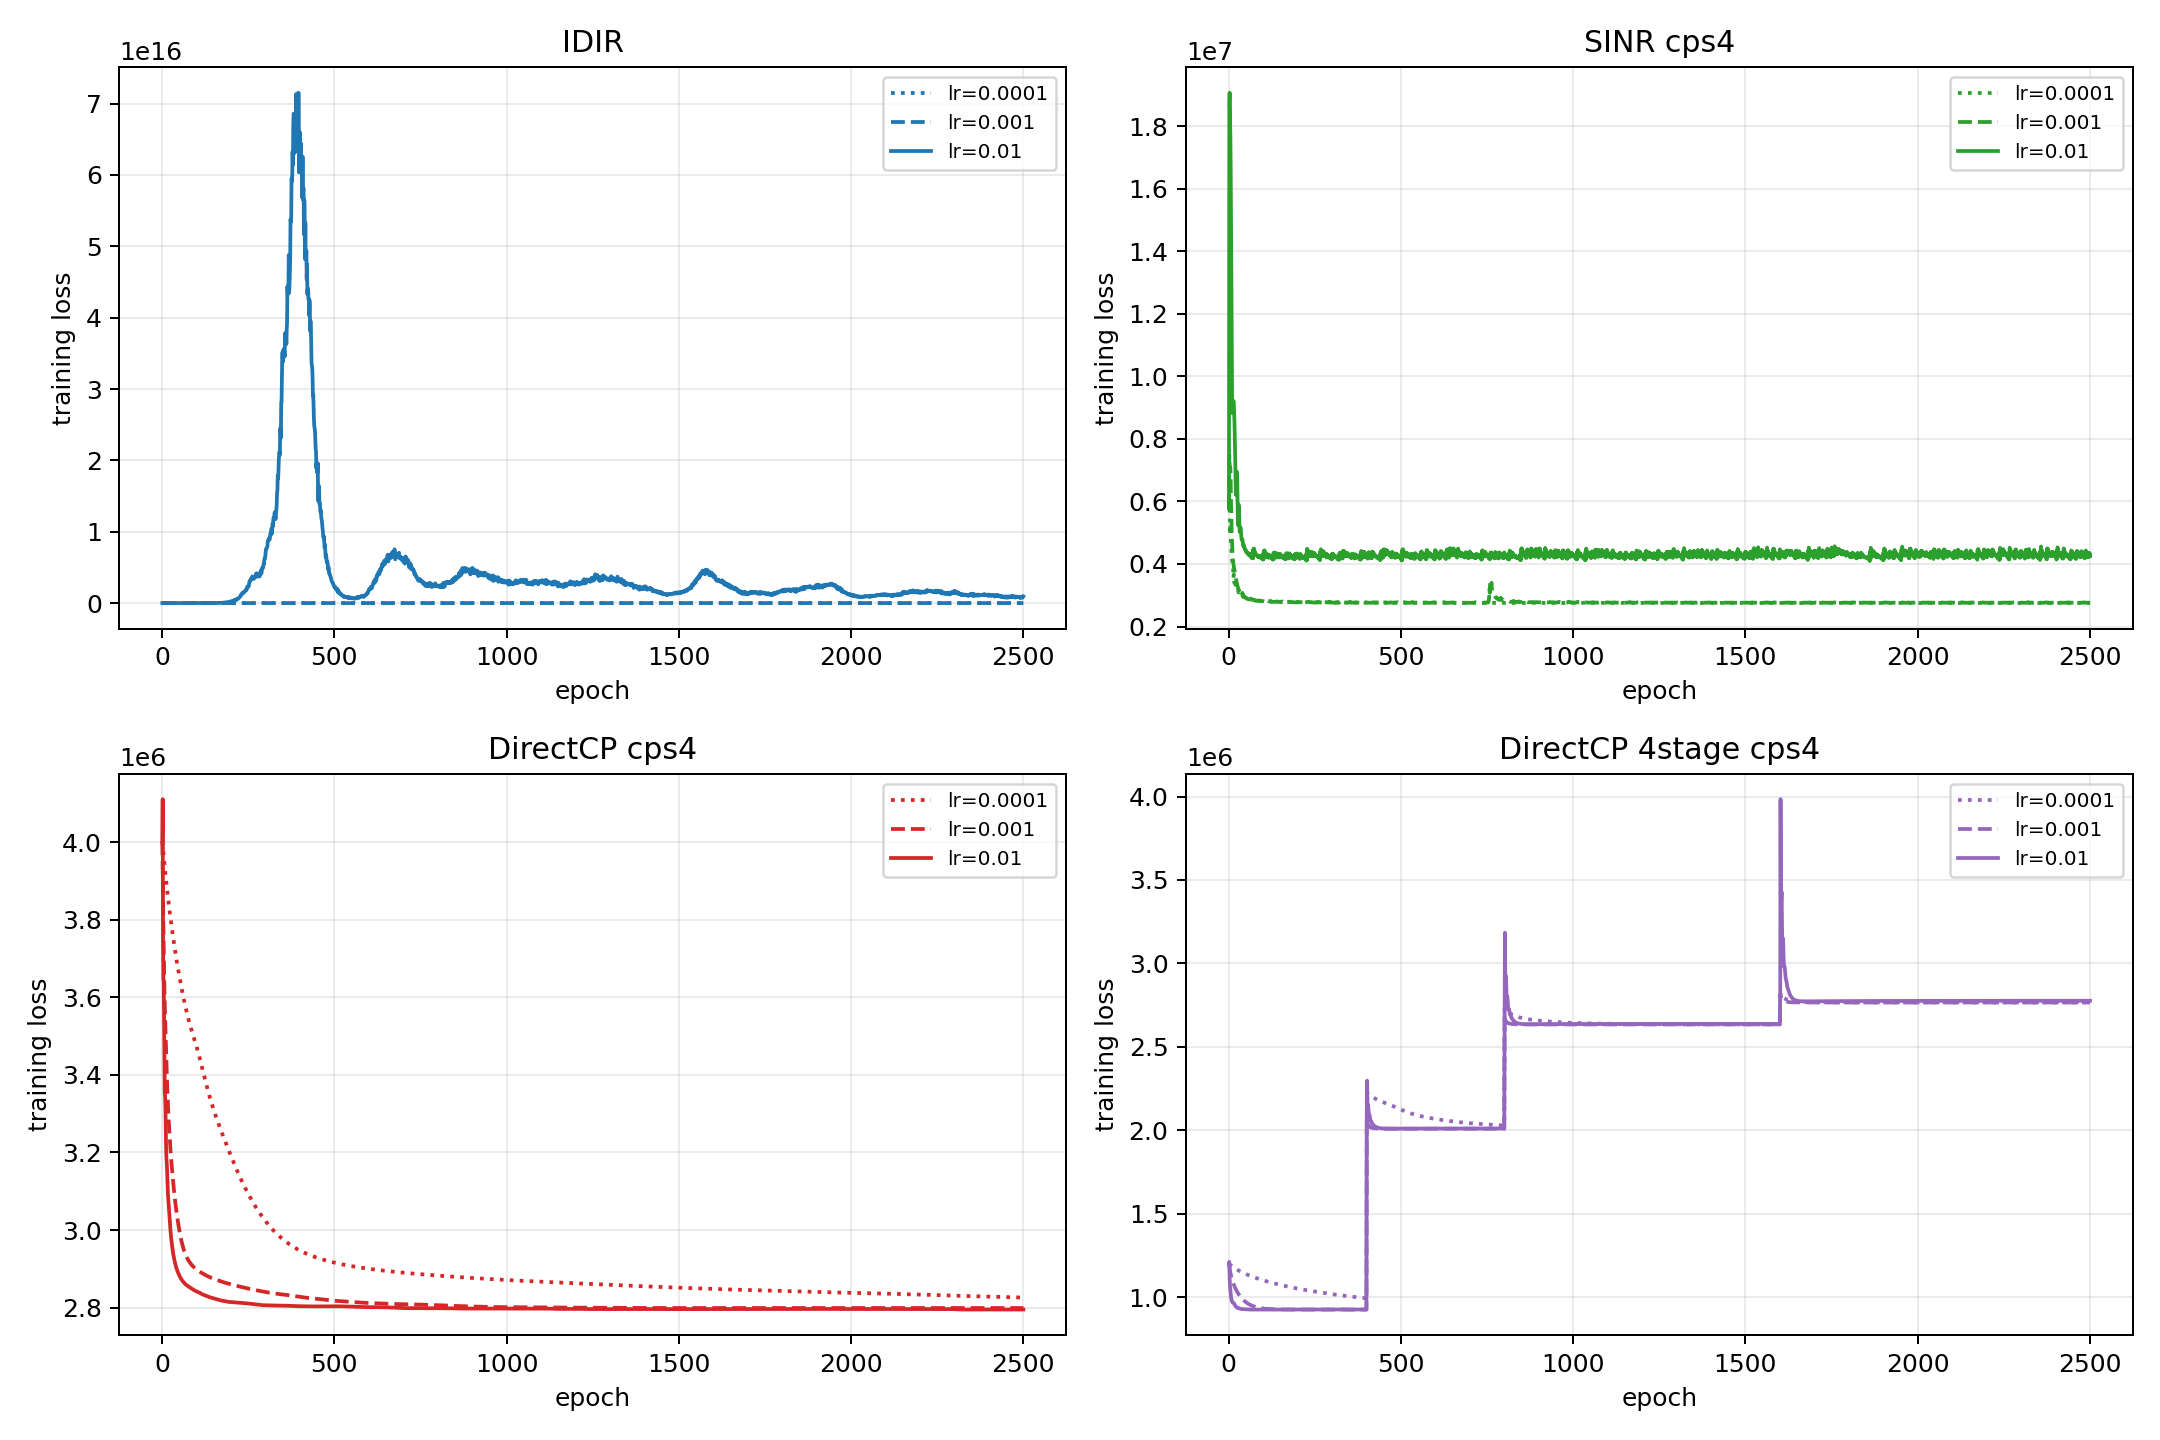 IDIR
1e16
training loss
7
6
5
4
3
2
1
0
0 500 1000 1500 2000 2500
epoch
lr=0.0001
lr=0.001
lr=0.01
SINR cps4
1e7
training loss
1.8
1.6
1.4
1.2
1.0
0.8
0.6
0.4
0.2
0 500 1000 1500 2000 2500
epoch
lr=0.0001
lr=0.001
lr=0.01
DirectCP cps4
1e6
training loss
4.0
3.8
3.6
3.4
3.2
3.0
2.8
0 500 1000 1500 2000 2500
epoch
lr=0.0001
lr=0.001
lr=0.01
DirectCP 4stage cps4
1e6
training loss
4.0
3.5
3.0
2.5
2.0
1.5
1.0
0 500 1000 1500 2000 2500
epoch
lr=0.0001
lr=0.001
lr=0.01